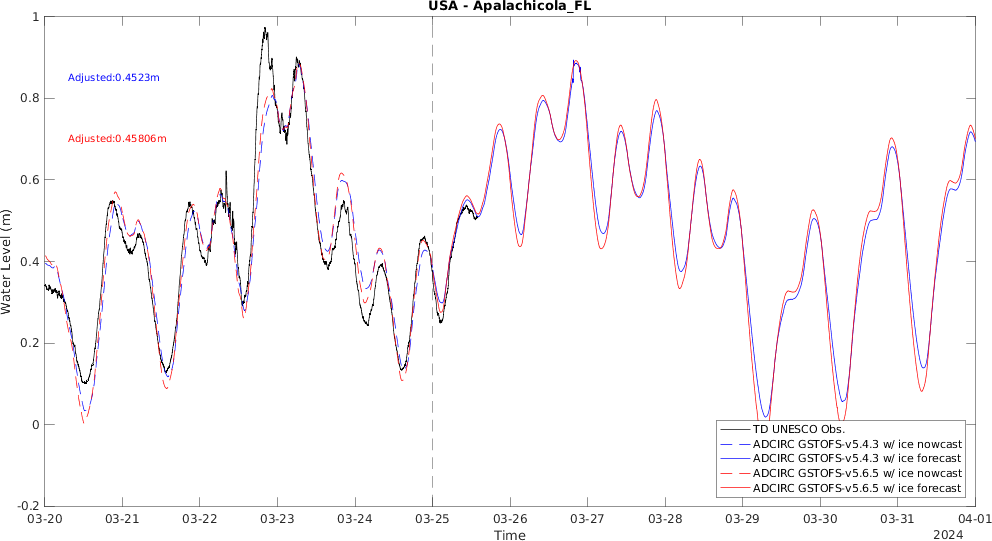 USA - Apalachicola_FL
1
0.8
0.6
0.4
0.2
0
-0.2
Water Level (m)
Adjusted:0.4523m
Adjusted:0.45806m
TD UNESCO Obs.
ADCIRC GSTOFS-v5.4.3 w/ ice nowcast
ADCIRC GSTOFS-v5.4.3 w/ ice forecast
ADCIRC GSTOFS-v5.6.5 w/ ice nowcast
ADCIRC GSTOFS-v5.6.5 w/ ice forecast
03-20 03-21 03-22 03-23 03-24 03-25 03-26 03-27 03-28 03-29 03-30 03-31 04-01
Time
2024